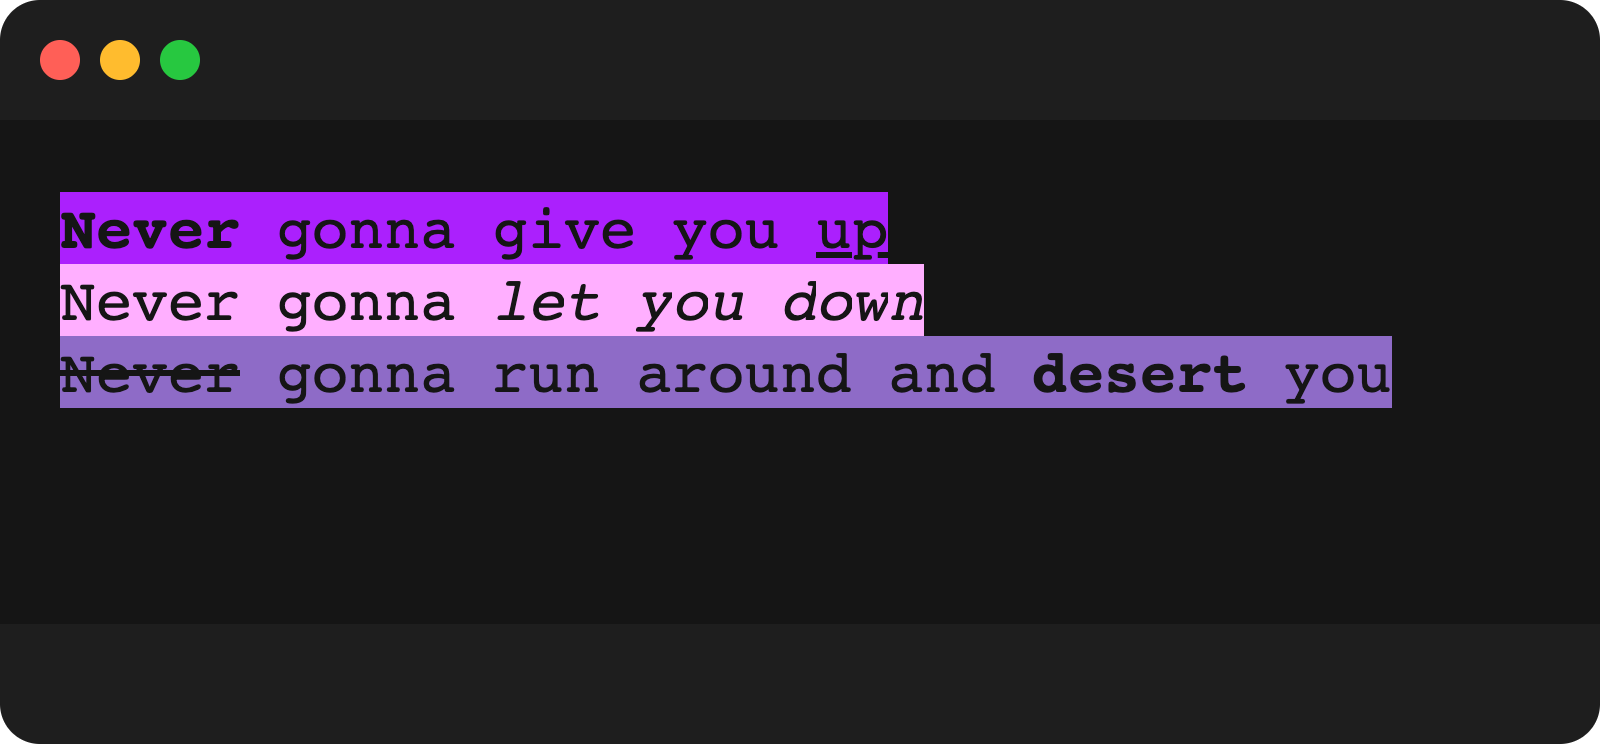 Never gonna give you up
Never gonna let you down
Never gonna run around and desert you